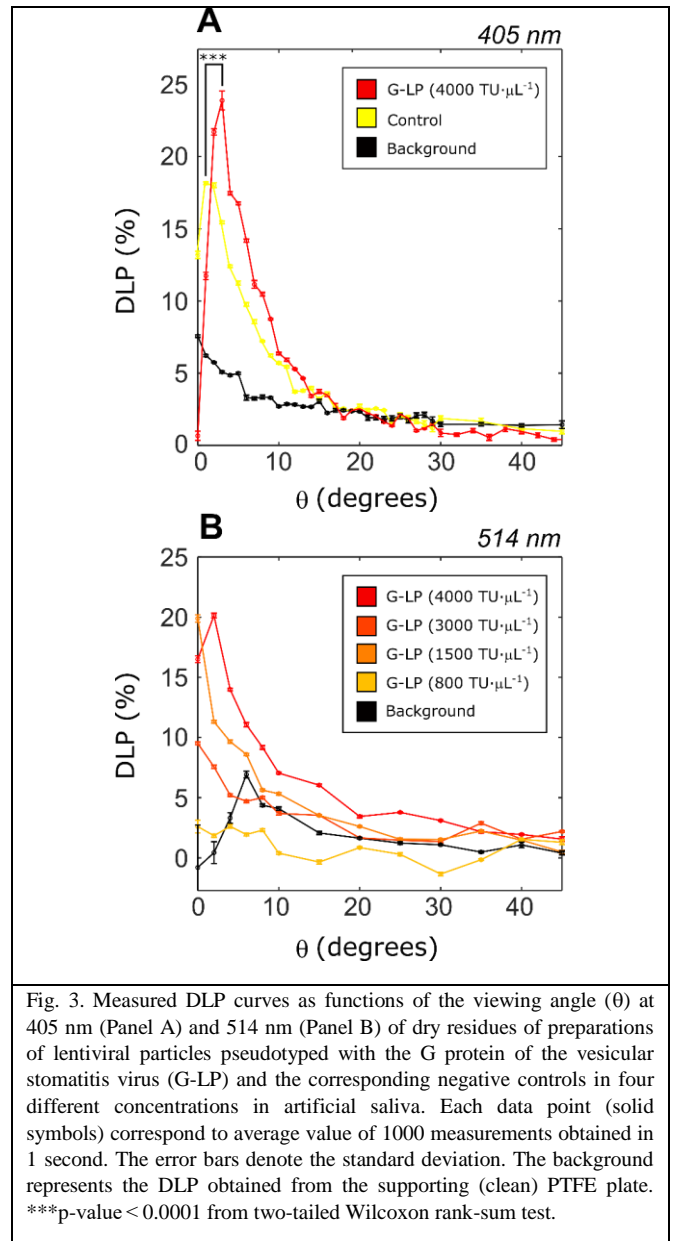 A
405 nm
***
G-LP (4000 TU·µL⁻¹)
Control
Background
25
20
15
10
5
0
DLP (%)
0 10 20 30 40
θ (degrees)
B
514 nm
G-LP (4000 TU·µL⁻¹)
G-LP (3000 TU·µL⁻¹)
G-LP (1500 TU·µL⁻¹)
G-LP (800 TU·µL⁻¹)
Background
25
20
15
10
5
0
DLP (%)
0 10 20 30 40
θ (degrees)
Fig. 3. Measured DLP curves as functions of the viewing angle (θ) at
405 nm (Panel A) and 514 nm (Panel B) of dry residues of preparations
of lentiviral particles pseudotyped with the G protein of the vesicular
stomatitis virus (G-LP) and the corresponding negative controls in four
different concentrations in artificial saliva. Each data point (solid
symbols) correspond to average value of 1000 measurements obtained in
1 second. The error bars denote the standard deviation. The background
represents the DLP obtained from the supporting (clean) PTFE plate.
***p-value < 0.0001 from two-tailed Wilcoxon rank-sum test.